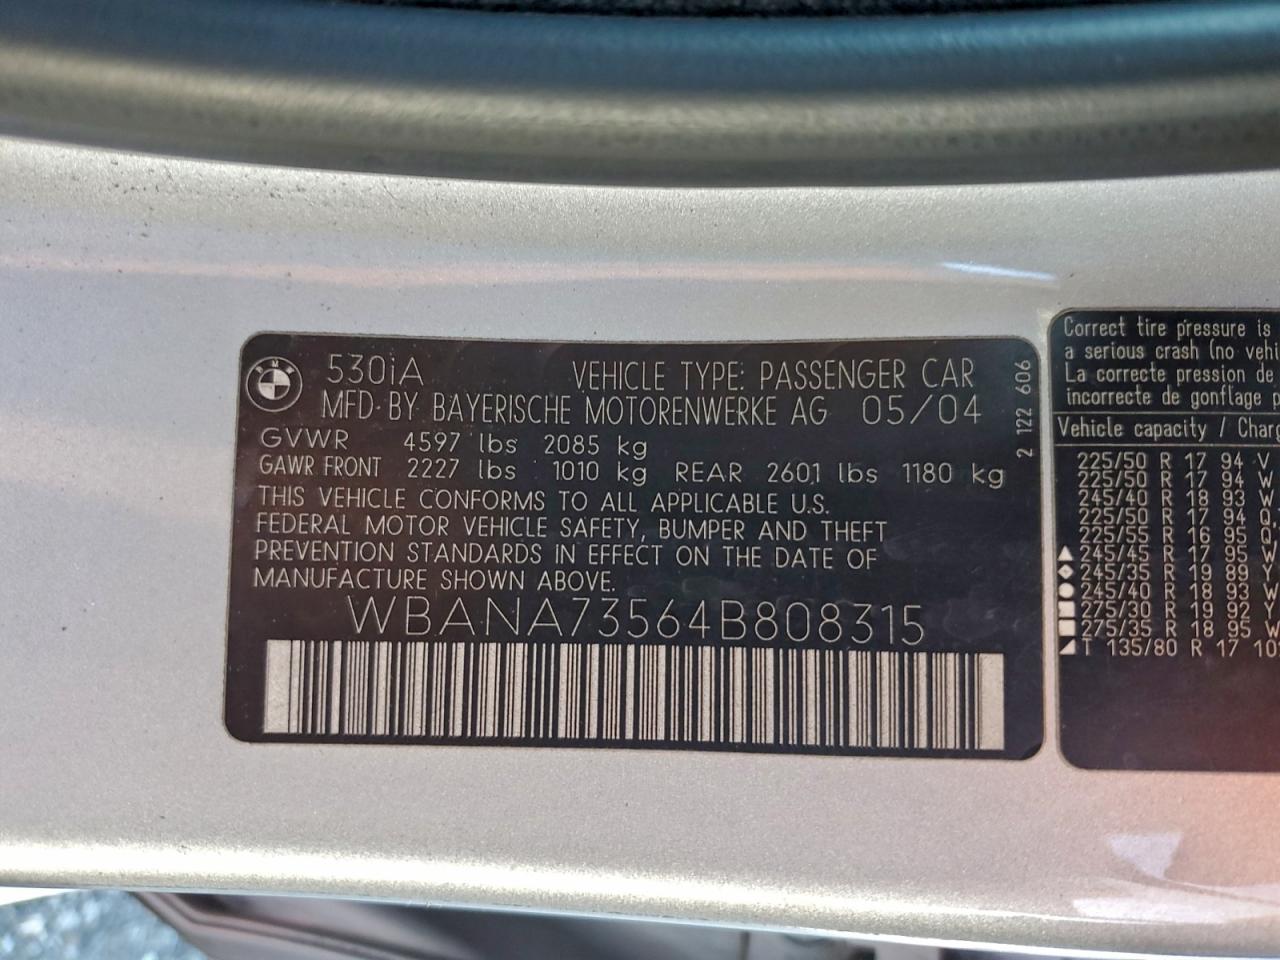 530iA VEHICLE TYPE: PASSENGER CAR
MFD. BY BAYERISCHE MOTORENWERKE AG 05/04
GVWR 4597 lbs 2085 kg
GAWR FRONT 2227 lbs 1010 kg REAR 2601 lbs 1180 kg
THIS VEHICLE CONFORMS TO ALL APPLICABLE U.S.
FEDERAL MOTOR VEHICLE SAFETY, BUMPER AND THEFT
PREVENTION STANDARDS IN EFFECT ON THE DATE OF
MANUFACTURE SHOWN ABOVE.
WBANA73564B808315
2 122 606
Correct tire pressure is
a serious crash (no vehi
La correcte pression de
incorrecte de gonflage p
Vehicle capacity / Charg
225/50 R 17 94 V
225/50 R 17 94 W
245/40 R 18 93 W
225/50 R 17 94 Q
225/55 R 16 95 Q
245/45 R 17 95 W
245/35 R 19 89 Y
245/40 R 18 93 W
275/30 R 19 92 Y
275/35 R 18 95 W
T 135/80 R 17 10